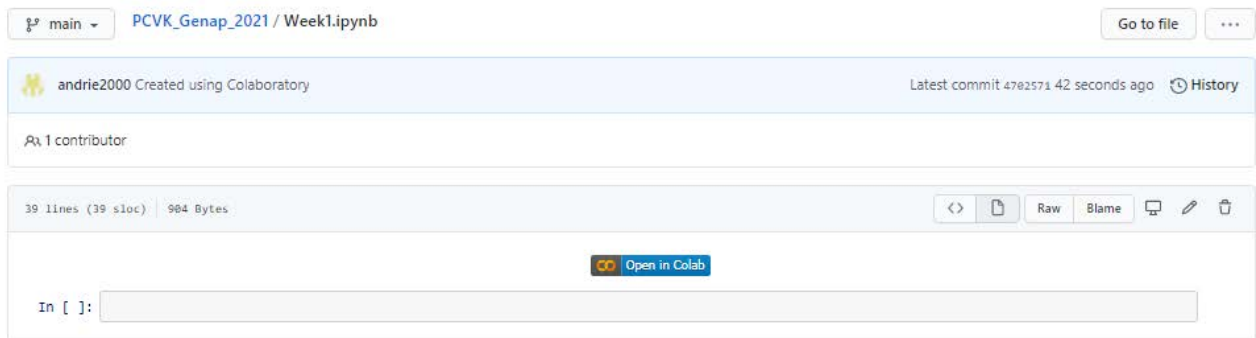 main PCVK_Genap_2021 / Week1.ipynb Go to file ...
andrie2000 Created using Colaboratory Latest commit 4702571 42 seconds ago History
1 contributor
39 lines (39 sloc) 904 Bytes <> Raw Blame
Open in Colab
In [ ]: